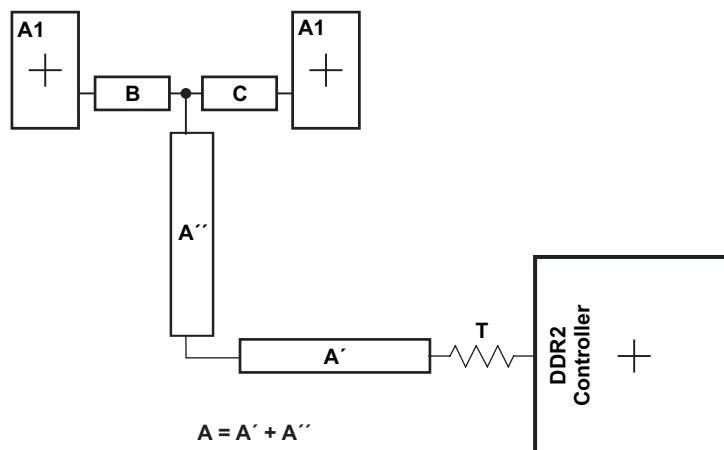 A1
A1
B
C
A´´
T
A´
DDR2
Controller
A = A´ + A´´